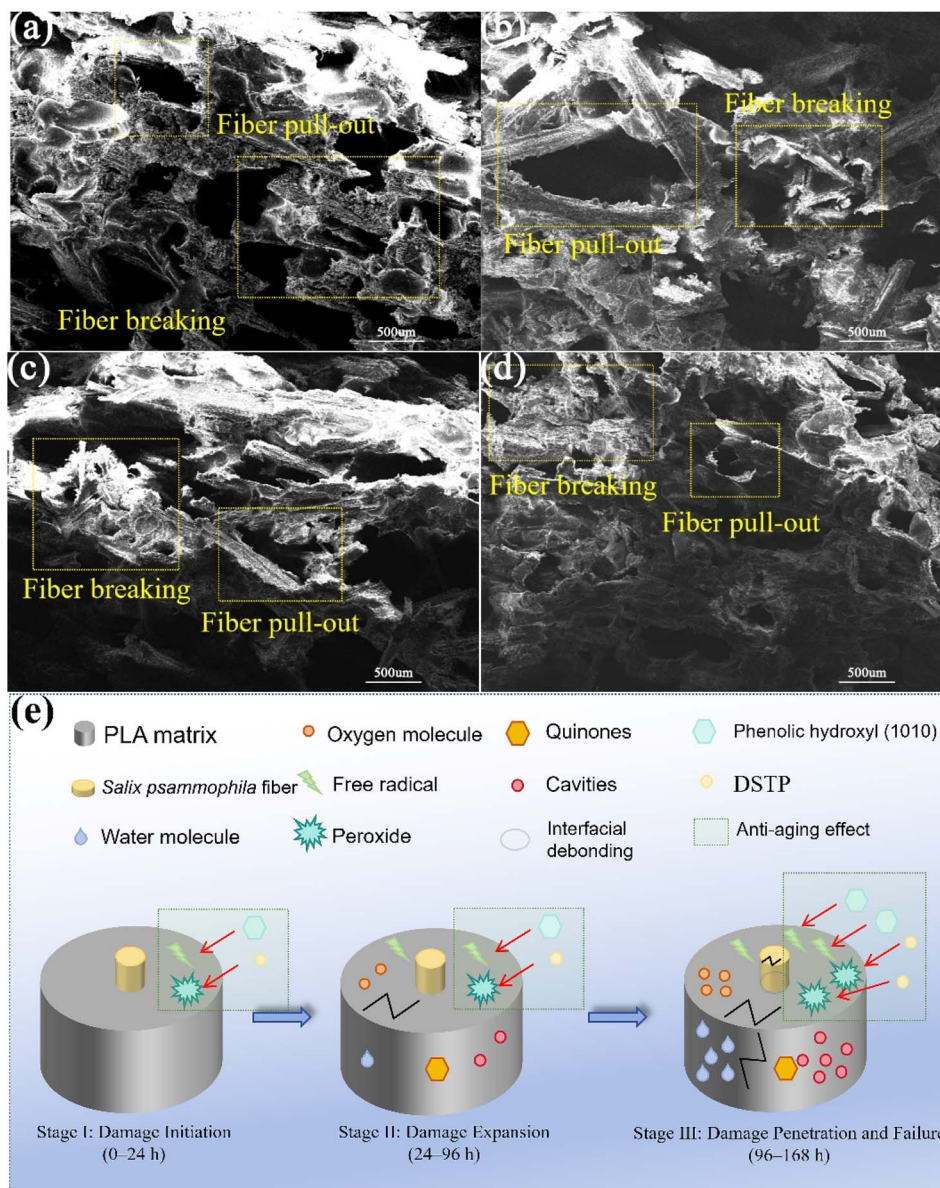 (a)
Fiber pull-out
Fiber breaking
500um
(b)
Fiber breaking
Fiber pull-out
500um
(c)
Fiber breaking
Fiber pull-out
500um
(d)
Fiber breaking
Fiber pull-out
500um
(e)
PLA matrix
Oxygen molecule
Quinones
Phenolic hydroxyl (1010)
Salix psammophila fiber
Free radical
Cavities
DSTP
Water molecule
Peroxide
Interfacial
debonding
Anti-aging effect
Stage I: Damage Initiation
(0–24 h)
Stage II: Damage Expansion
(24–96 h)
Stage III: Damage Penetration and Failure
(96–168 h)